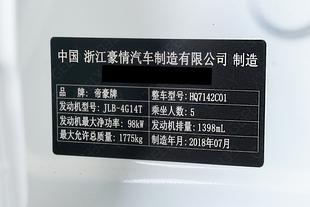 中国 浙江豪情汽车制造有限公司 制造
品 牌：帝豪牌 整车型号：HQ7142C01
发动机型号：JLB-4G14T 乘坐人数：5
发动机最大净功率：98kW 发动机排量：1398mL
最大允许总质量：1775kg 制造年月：2018年07月